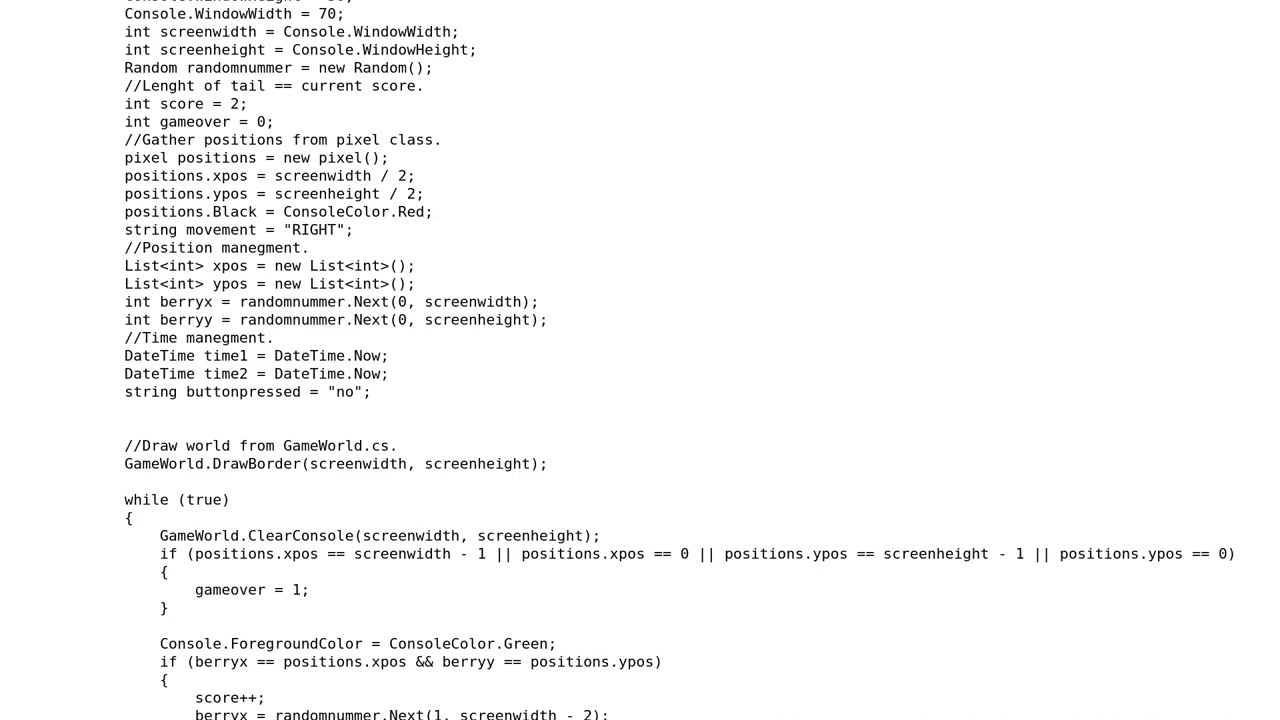 Console.WindowWidth = 70;
int screenwidth = Console.WindowWidth;
int screenheight = Console.WindowHeight;
Random randomnummer = new Random();
//Lenght of tail == current score.
int score = 2;
int gameover = 0;
//Gather positions from pixel class.
pixel positions = new pixel();
positions.xpos = screenwidth / 2;
positions.ypos = screenheight / 2;
positions.Black = ConsoleColor.Red;
string movement = "RIGHT";
//Position manegment.
List<int> xpos = new List<int>();
List<int> ypos = new List<int>();
int berryx = randomnummer.Next(0, screenwidth);
int berryy = randomnummer.Next(0, screenheight);
//Time manegment.
DateTime time1 = DateTime.Now;
DateTime time2 = DateTime.Now;
string buttonpressed = "no";
//Draw world from GameWorld.cs.
GameWorld.DrawBorder(screenwidth, screenheight);
while (true)
{
GameWorld.ClearConsole(screenwidth, screenheight);
if (positions.xpos == screenwidth - 1 || positions.xpos == 0 || positions.ypos == screenheight - 1 || positions.ypos == 0)
{
gameover = 1;
}
Console.ForegroundColor = ConsoleColor.Green;
if (berryx == positions.xpos && berryy == positions.ypos)
{
score++;
berryx = randomnummer.Next(1, screenwidth - 2);